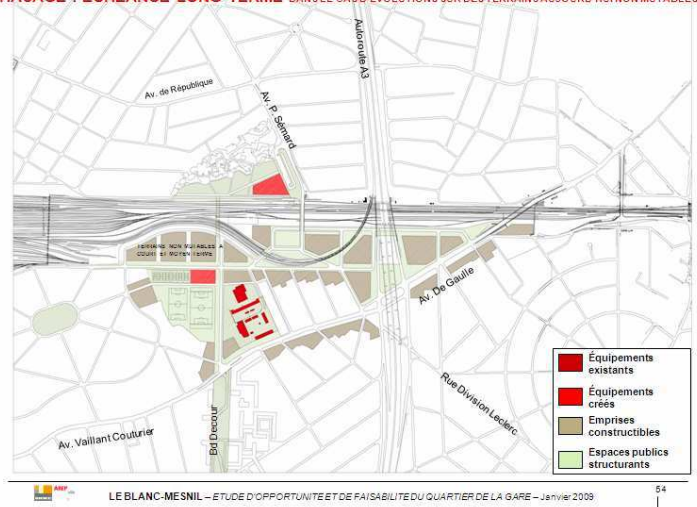 Autoroute A3
Av. de République
Av. P. Sémard
TERRAINS NON MUTABLES A
COURT ET MOYEN TERME
Av. De Gaulle
Rue Division Leclerc
Av. Vaillant Couturier
Bd Decour
Équipements
existants
Équipements
créés
Emprises
constructibles
Espaces publics
structurants
LE BLANC-MESNIL – ETUDE D'OPPORTUNITE ET DE FAISABILITE DU QUARTIER DE LA GARE – Janvier 2009
54